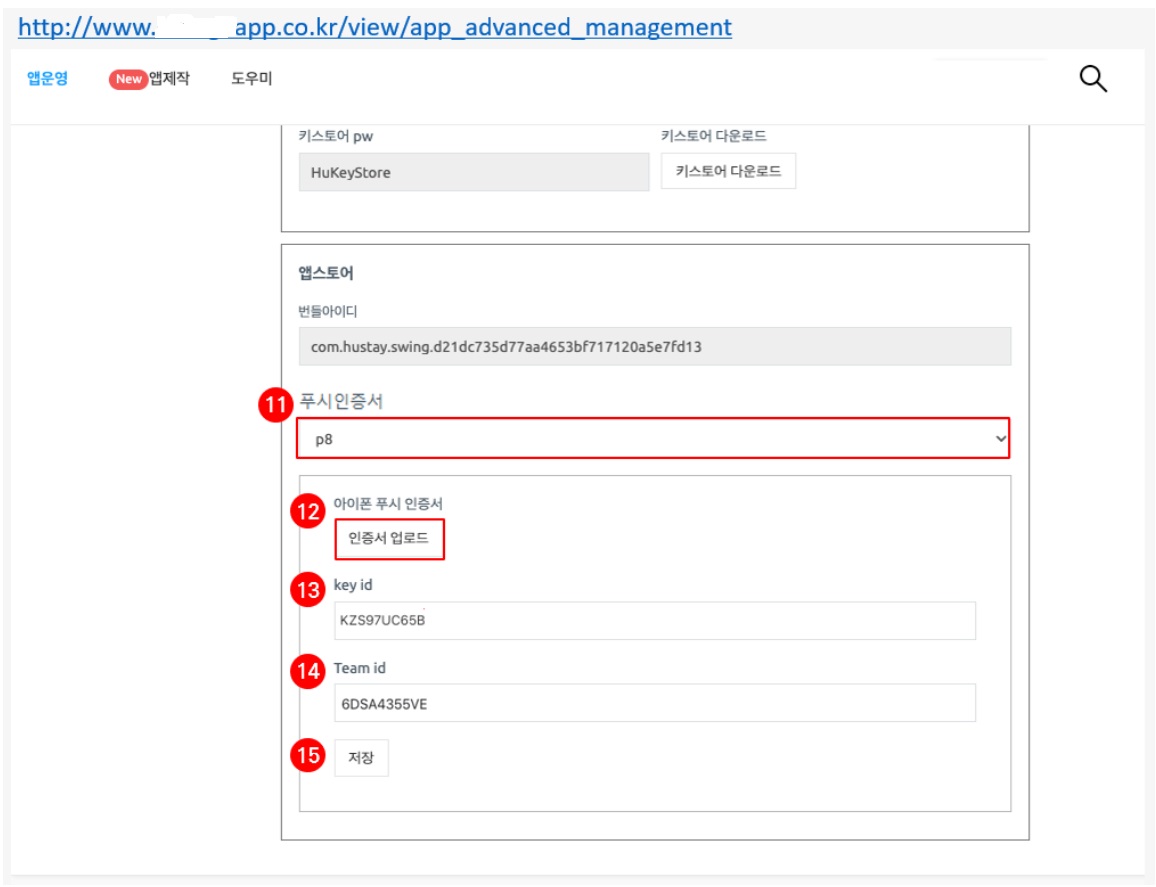 http://www. app.co.kr/view/app_advanced_management
앱운영 New 앱제작 도우미
키스토어 pw 키스토어 다운로드
HuKeyStore 키스토어 다운로드
앱스토어
번들아이디
com.hustay.swing.d21dc735d77aa4653bf717120a5e7fd13
11 푸시인증서
p8
12 아이폰 푸시 인증서
인증서 업로드
13 key id
KZS97UC65B
14 Team id
6DSA4355VE
15 저장